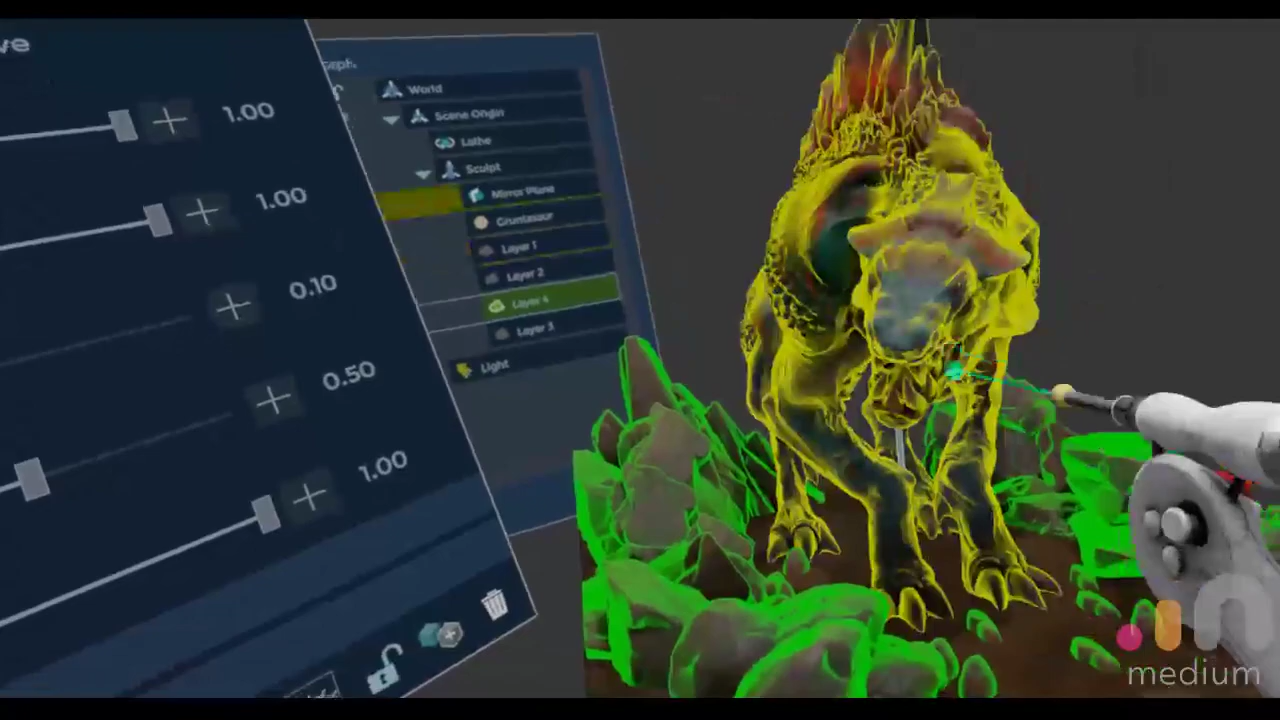 ve
1.00
1.00
0.10
0.50
1.00
World
Scene Origin
Lathe
Sculpt
Mirror Plane
Gruntasaur
Layer 1
Layer 2
Layer 4
Layer 3
Light
medium